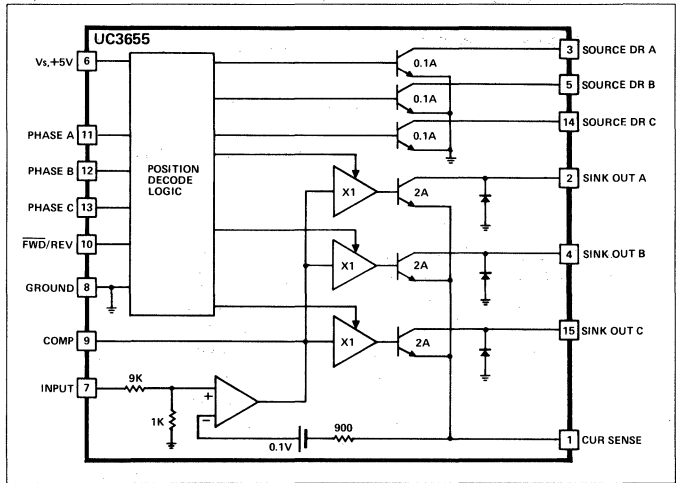 UC3655
Vs,+5V
6
PHASE A
11
PHASE B
12
PHASE C
13
FWD/REV
10
GROUND
8
COMP
9
INPUT
7
POSITION
DECODE
LOGIC
0.1A
0.1A
0.1A
X1
2A
X1
2A
X1
2A
9K
1K
+
−
0.1V
900
3
SOURCE DR A
5
SOURCE DR B
14
SOURCE DR C
2
SINK OUT A
4
SINK OUT B
15
SINK OUT C
1
CUR SENSE